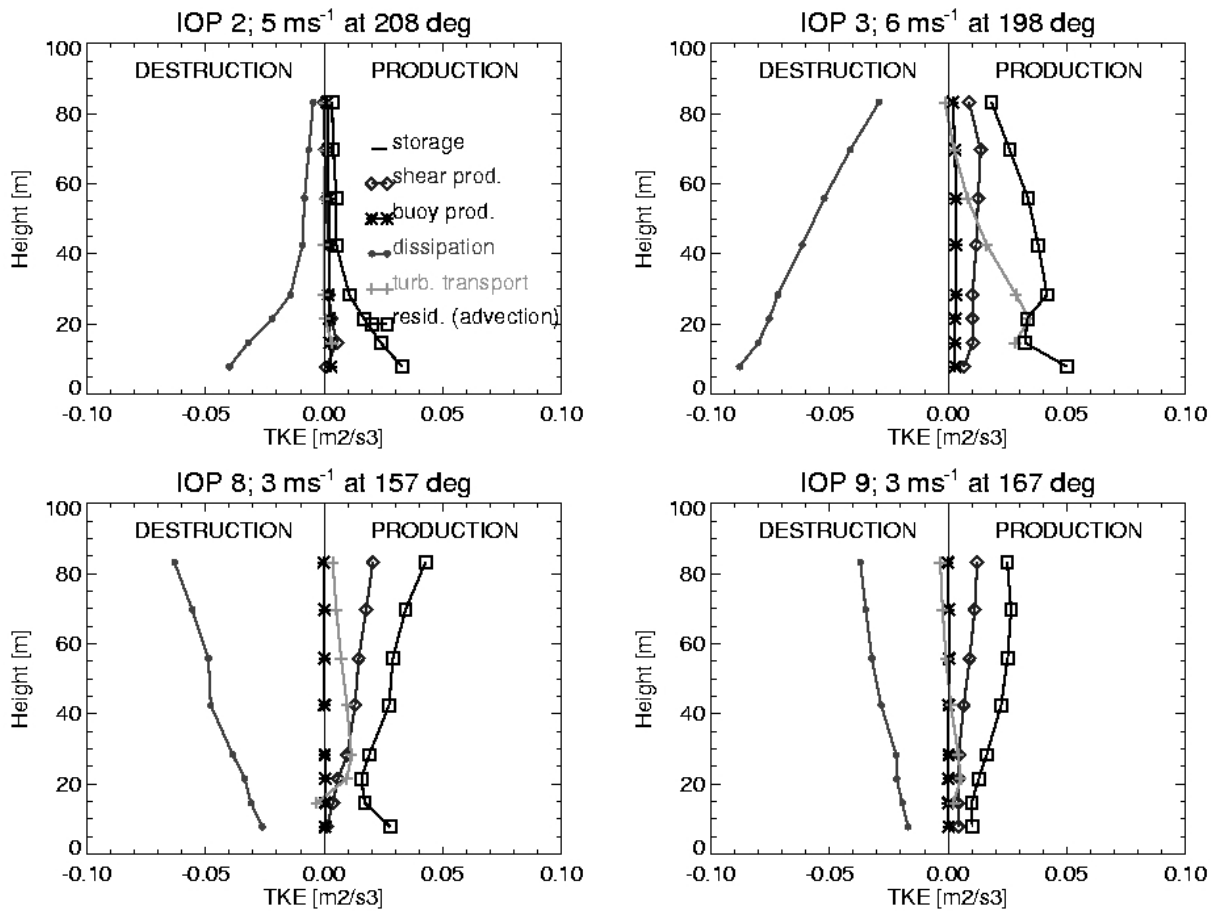 IOP 2; 5 ms⁻¹ at 208 deg
100
DESTRUCTION PRODUCTION
80
storage
shear prod.
60
buoy prod.
Height [m]
dissipation
40
turb. transport
resid. (advection)
20
0
-0.10 -0.05 0.00 0.05 0.10
TKE [m2/s3]
IOP 3; 6 ms⁻¹ at 198 deg
100
DESTRUCTION PRODUCTION
80
60
Height [m]
40
20
0
-0.10 -0.05 0.00 0.05 0.10
TKE [m2/s3]
IOP 8; 3 ms⁻¹ at 157 deg
100
DESTRUCTION PRODUCTION
80
60
Height [m]
40
20
0
-0.10 -0.05 0.00 0.05 0.10
TKE [m2/s3]
IOP 9; 3 ms⁻¹ at 167 deg
100
DESTRUCTION PRODUCTION
80
60
Height [m]
40
20
0
-0.10 -0.05 0.00 0.05 0.10
TKE [m2/s3]